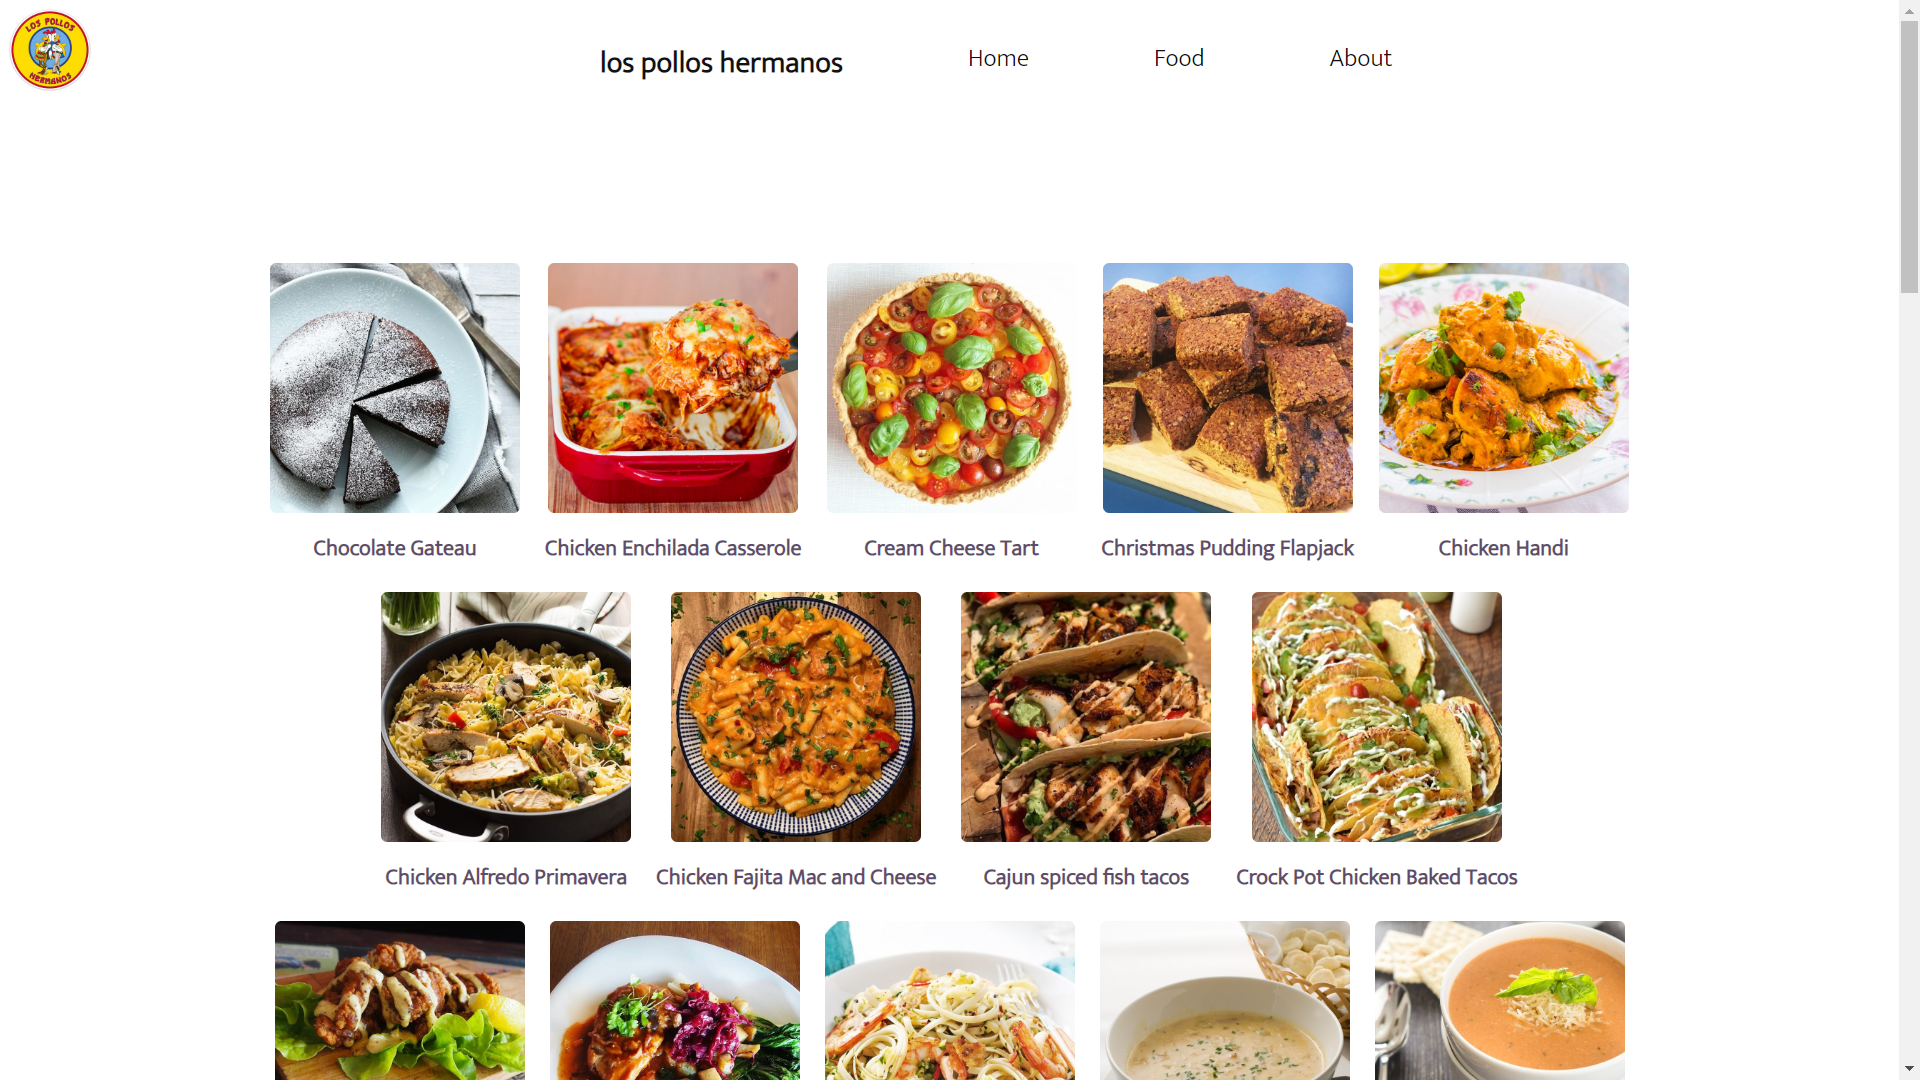 LOS POLLOS
HERMANOS
los pollos hermanos
Home
Food
About
Chocolate Gateau
Chicken Enchilada Casserole
Cream Cheese Tart
Christmas Pudding Flapjack
Chicken Handi
Chicken Alfredo Primavera
Chicken Fajita Mac and Cheese
Cajun spiced fish tacos
Crock Pot Chicken Baked Tacos